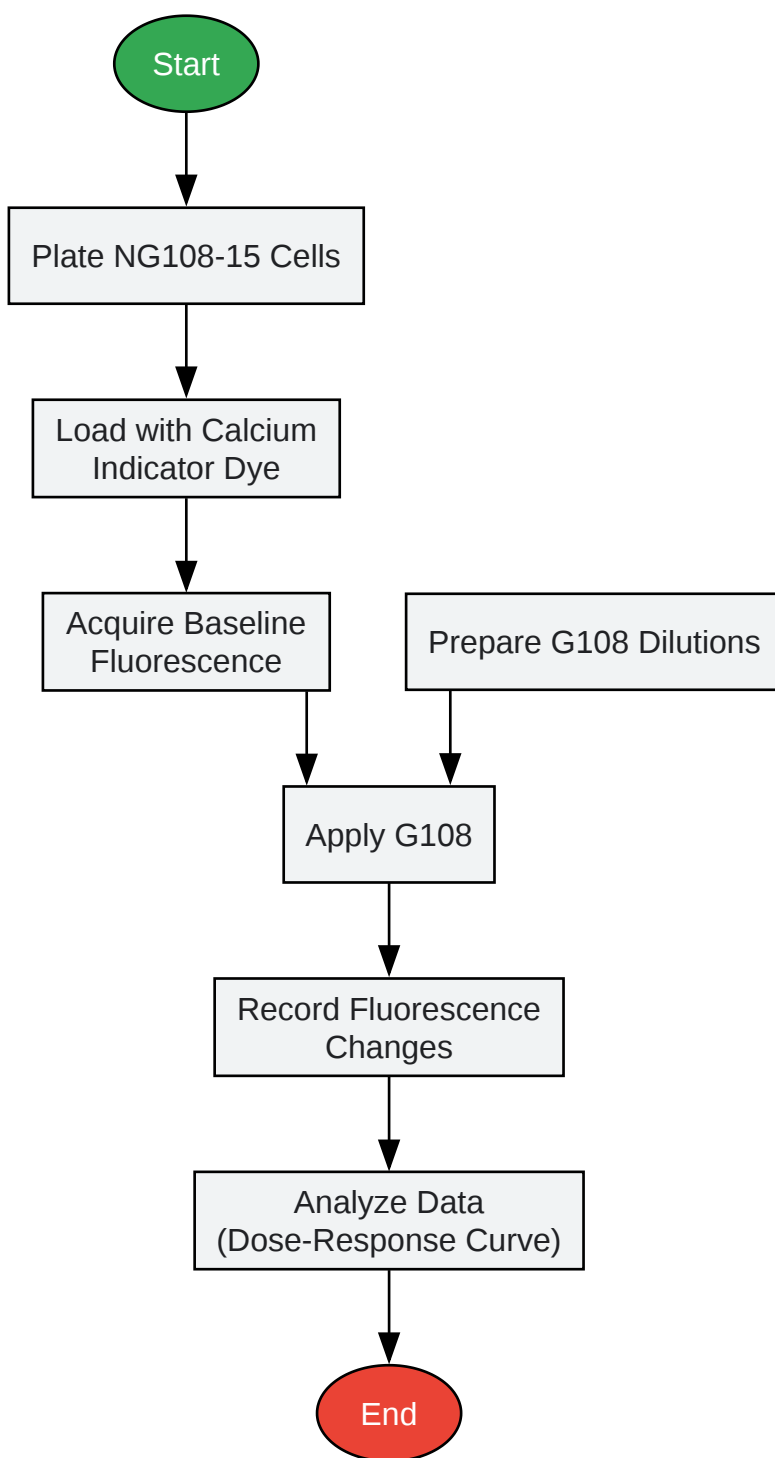 Start
Plate NG108-15 Cells
Load with Calcium
Indicator Dye
Acquire Baseline
Fluorescence
Prepare G108 Dilutions
Apply G108
Record Fluorescence
Changes
Analyze Data
(Dose-Response Curve)
End